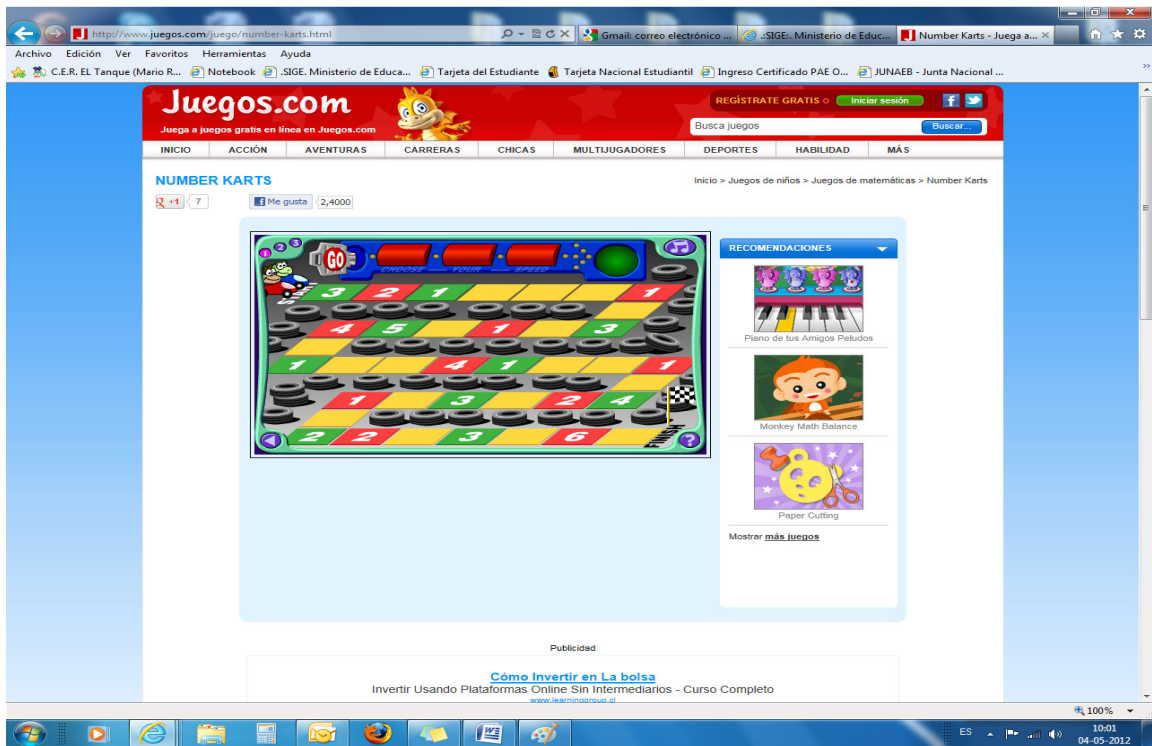 http://www.juegos.com/juego/number-karts.html
Gmail: correo electrónico ...
.:SIGE:. Ministerio de Educ...
Number Karts - Juega a...
Archivo Edición Ver Favoritos Herramientas Ayuda
C.E.R. EL Tanque (Mario R... Notebook .SIGE. Ministerio de Educa... Tarjeta del Estudiante Tarjeta Nacional Estudiantil Ingreso Certificado PAE O... JUNAEB - Junta Nacional ...
Juegos.com
Juega a juegos gratis en línea en Juegos.com
REGÍSTRATE GRATIS O Iniciar sesión
Busca juegos Buscar...
INICIO ACCIÓN AVENTURAS CARRERAS CHICAS MULTIJUGADORES DEPORTES HABILIDAD MÁS
NUMBER KARTS
Inicio > Juegos de niños > Juegos de matemáticas > Number Karts
+1 7 Me gusta 2,4000
1 2 3
GO
CHOOSE YOUR SPEED
3 2 1 1
4 5 1 3
1 4 1 1
1 3 2 4
2 2 3 6 FINISH
?
RECOMENDACIONES
Piano de tus Amigos Peludos
Monkey Math Balance
Paper Cutting
Mostrar más juegos
Publicidad
Cómo Invertir en La bolsa
Invertir Usando Plataformas Online Sin Intermediarios - Curso Completo
www.learninggroup.cl
100%
ES
10:01
04-05-2012